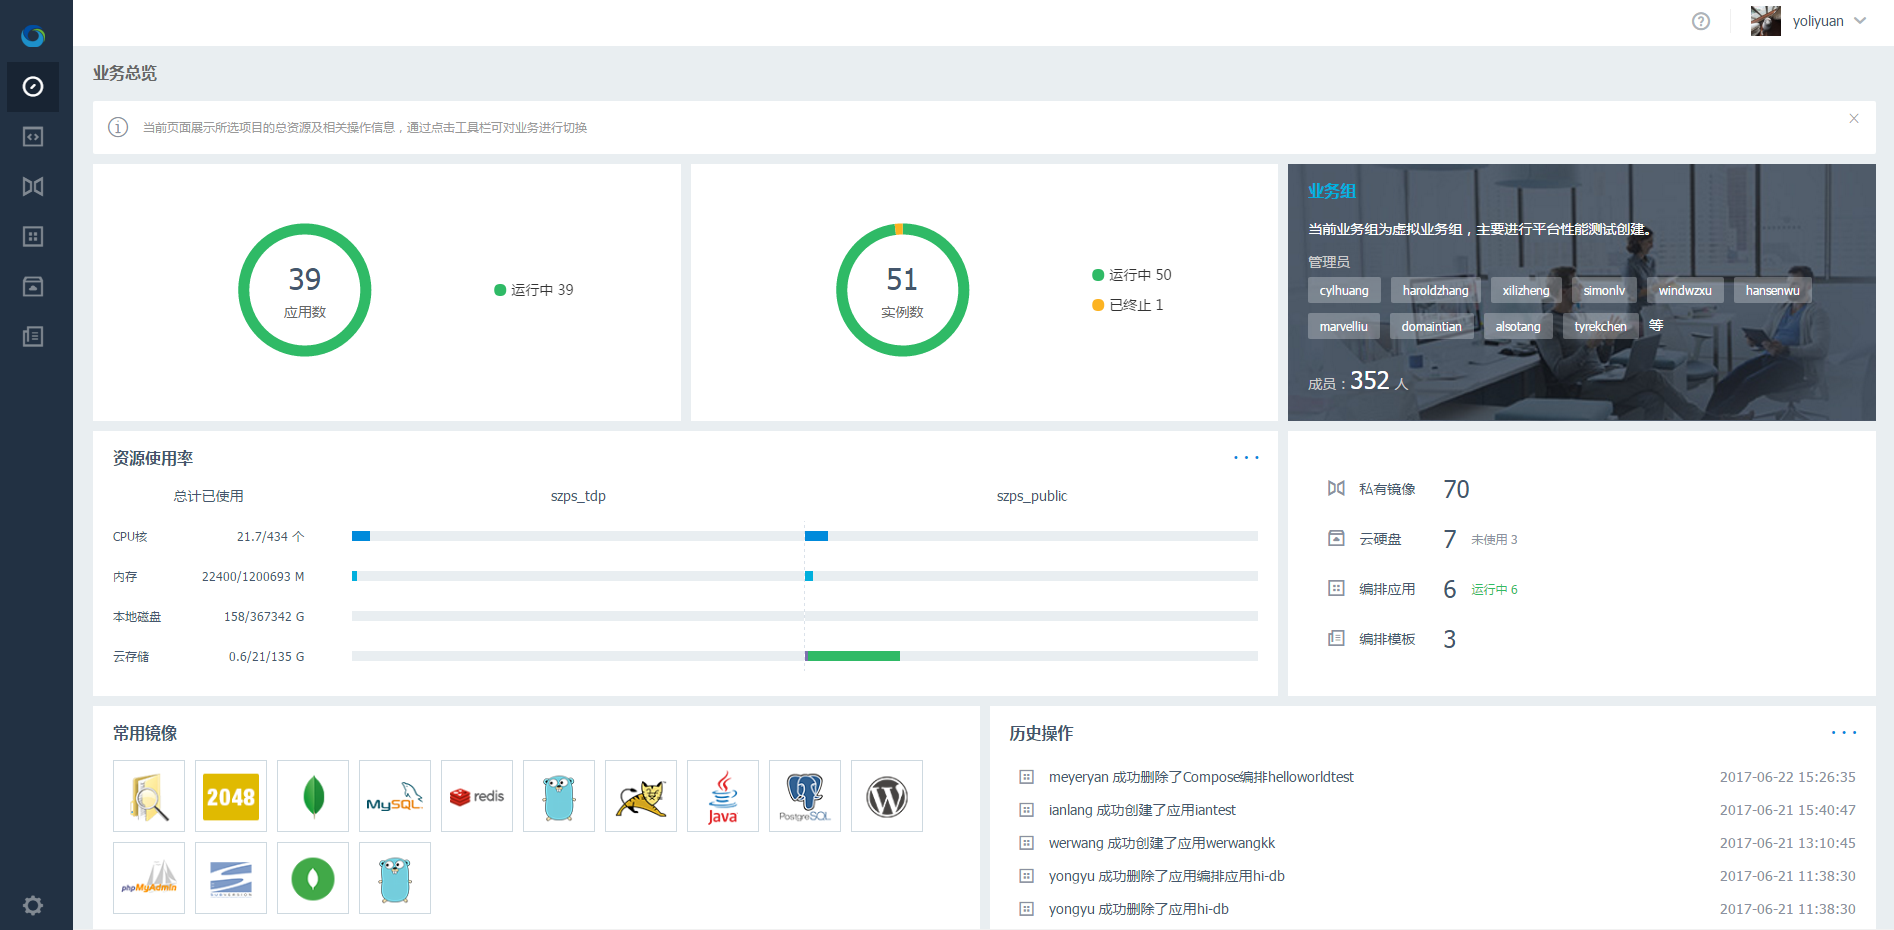 yoliyuan
业务总览
当前页面展示所选项目的总资源及相关操作信息，通过点击工具栏可对业务进行切换
39
应用数
运行中 39
51
实例数
运行中 50
已终止 1
业务组
当前业务组为虚拟业务组，主要进行平台性能测试创建。
管理员
cylhuang haroldzhang xilizheng simonlv windwzxu hansenwu
marvelliu domaintian alsotang tyrekchen 等
成员：352 人
资源使用率
总计已使用 szps_tdp szps_public
CPU核 21.7/434 个
内存 22400/1200693 M
本地磁盘 158/367342 G
云存储 0.6/21/135 G
私有镜像 70
云硬盘 7 未使用 3
编排应用 6 运行中 6
编排模板 3
常用镜像
2048 MySQL redis Java PostgreSQL
phpMyAdmin SUBVERSION
历史操作
meyeryan 成功删除了Compose编排helloworldtest 2017-06-22 15:26:35
ianlang 成功创建了应用iantest 2017-06-21 15:40:47
werwang 成功创建了应用werwangkk 2017-06-21 13:10:45
yongyu 成功删除了应用编排应用hi-db 2017-06-21 11:38:30
yongyu 成功删除了应用hi-db 2017-06-21 11:38:30